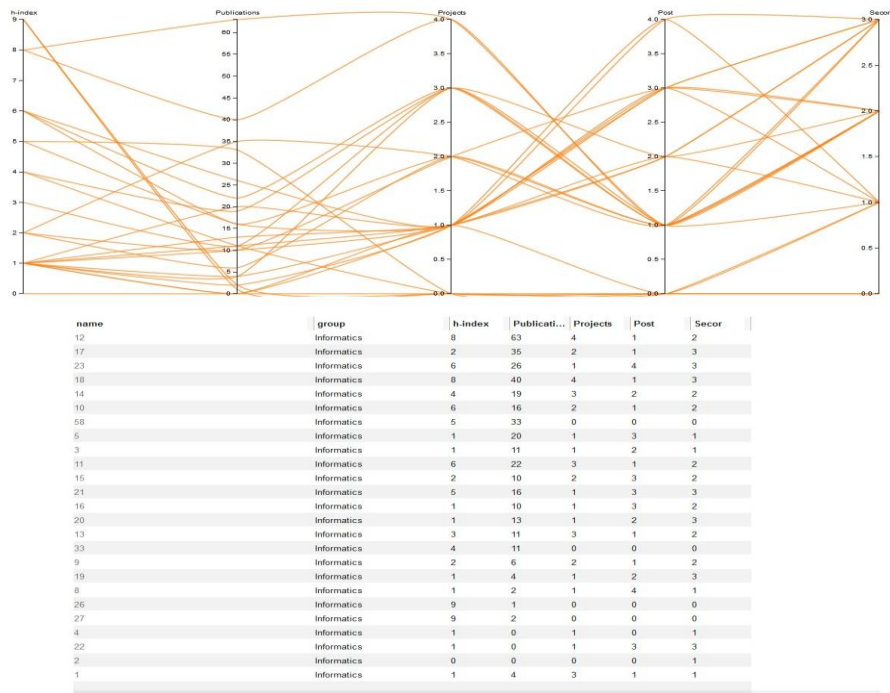 h-index Publications Projects Post Secor
9 8 7 6 5 4 3 2 1 0
60 55 50 45 40 35 30 25 20 15 10 5 0
4.0 3.5 3.0 2.5 2.0 1.5 1.0 0.5 0.0
4.0 3.5 3.0 2.5 2.0 1.5 1.0 0.5 0.0
3.0 2.5 2.0 1.5 1.0 0.5 0.0
name group h-index Publicati... Projects Post Secor
12 Informatics 8 63 4 1 2
17 Informatics 2 35 2 1 3
23 Informatics 6 26 1 4 3
18 Informatics 8 40 4 1 3
14 Informatics 4 19 3 2 2
10 Informatics 6 16 2 1 2
58 Informatics 5 33 0 0 0
5 Informatics 1 20 1 3 1
3 Informatics 1 11 1 2 1
11 Informatics 6 22 3 1 2
15 Informatics 2 10 2 3 2
21 Informatics 5 16 1 3 3
16 Informatics 1 10 1 3 2
20 Informatics 1 13 1 2 3
13 Informatics 3 11 3 1 2
33 Informatics 4 11 0 0 0
9 Informatics 2 6 2 1 2
19 Informatics 1 4 1 2 3
8 Informatics 1 2 1 4 1
26 Informatics 9 1 0 0 0
27 Informatics 9 2 0 0 0
4 Informatics 1 0 1 0 1
22 Informatics 1 0 1 3 3
2 Informatics 0 0 0 0 1
1 Informatics 1 4 3 1 1